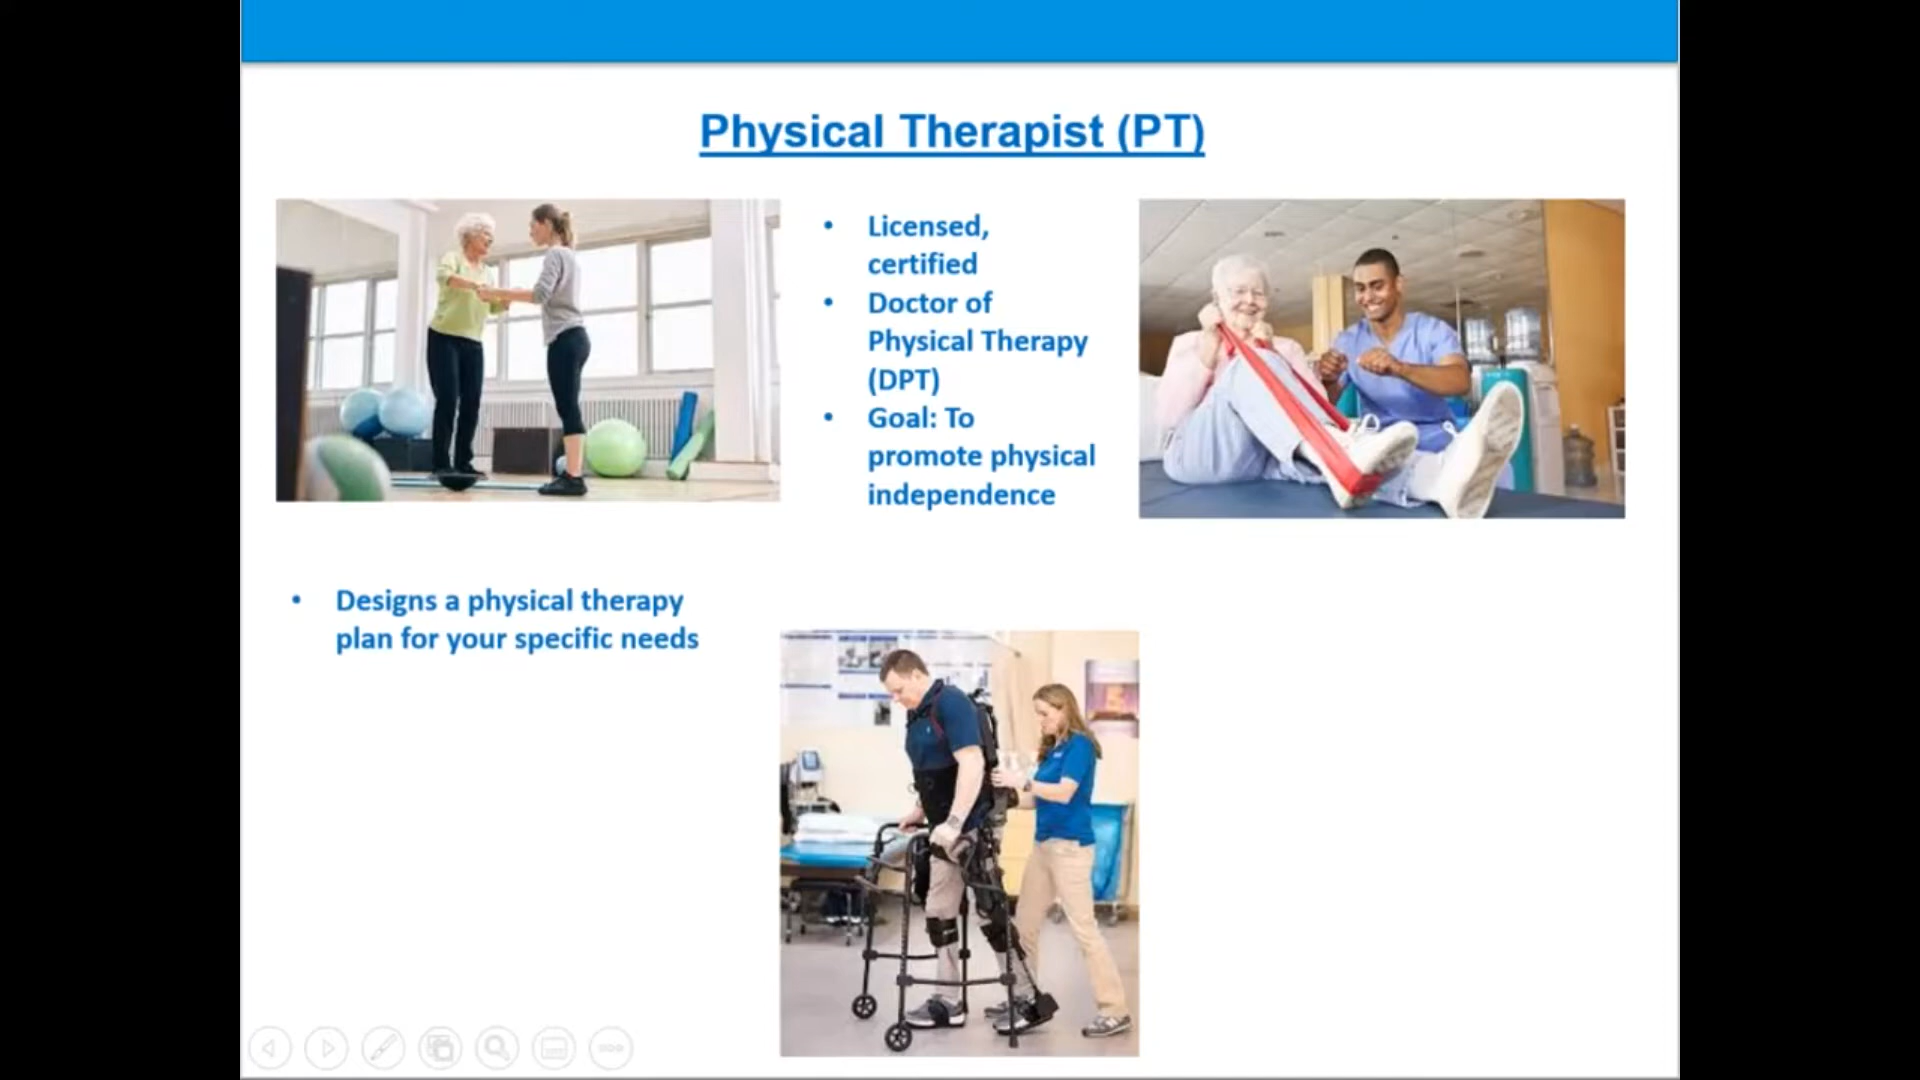 Physical Therapist (PT)
• Licensed,
certified
• Doctor of
Physical Therapy
(DPT)
• Goal: To
promote physical
independence
• Designs a physical therapy
plan for your specific needs